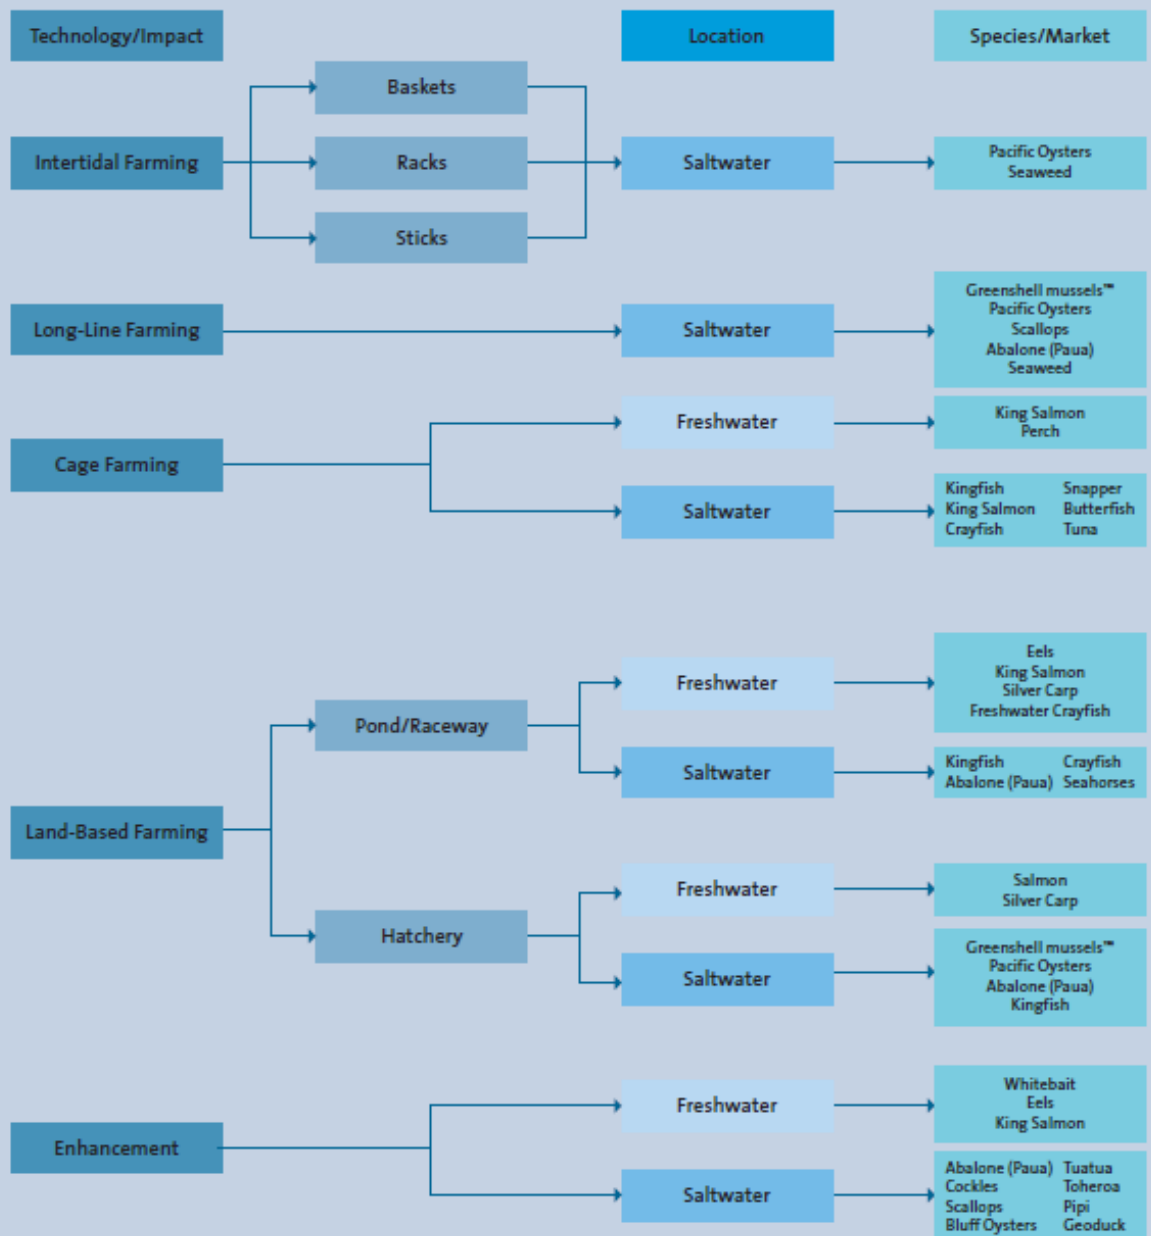 Technology/Impact
Location
Species/Market
Intertidal Farming
Baskets
Racks
Sticks
Saltwater
Pacific Oysters
Seaweed
Long-Line Farming
Saltwater
Greenshell mussels™
Pacific Oysters
Scallops
Abalone (Paua)
Seaweed
Cage Farming
Freshwater
King Salmon
Perch
Saltwater
Kingfish Snapper
King Salmon Butterfish
Crayfish Tuna
Land-Based Farming
Pond/Raceway
Freshwater
Eels
King Salmon
Silver Carp
Freshwater Crayfish
Saltwater
Kingfish Crayfish
Abalone (Paua) Seahorses
Hatchery
Freshwater
Salmon
Silver Carp
Saltwater
Greenshell mussels™
Pacific Oysters
Abalone (Paua)
Kingfish
Enhancement
Freshwater
Whitebait
Eels
King Salmon
Saltwater
Abalone (Paua) Tuatua
Cockles Toheroa
Scallops Pipi
Bluff Oysters Geoduck